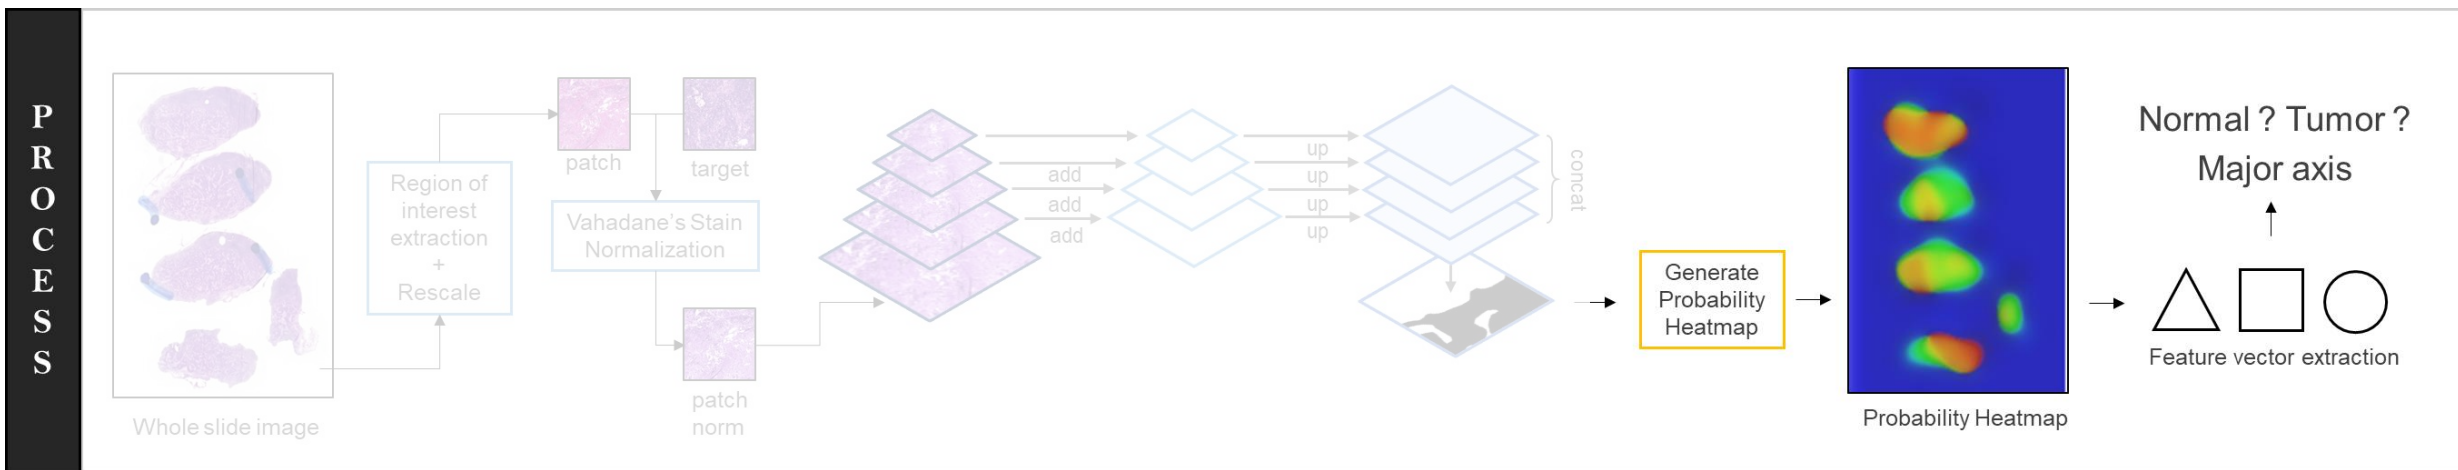 PROCESS
Whole slide image
Region of
interest
extraction
+
Rescale
patch
target
Vahadane's Stain
Normalization
patch
norm
add
add
add
up
up
up
up
concat
Generate
Probability
Heatmap
Probability Heatmap
Normal ? Tumor ?
Major axis
Feature vector extraction